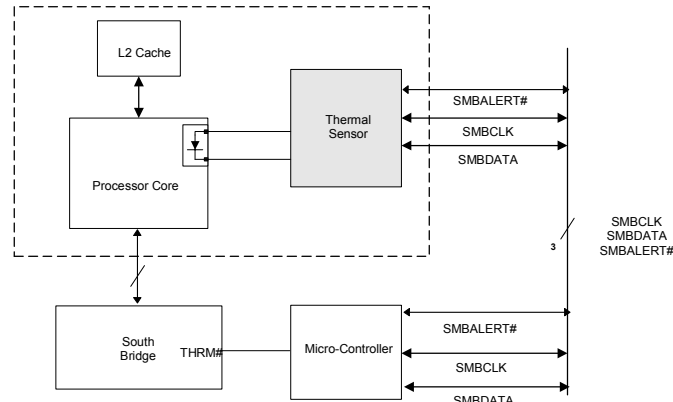 L2 Cache
Thermal
Sensor
SMBALERT#
SMBCLK
SMBDATA
Processor Core
3
SMBCLK
SMBDATA
SMBALERT#
South
Bridge
THRM#
Micro-Controller
SMBALERT#
SMBCLK
SMBDATA